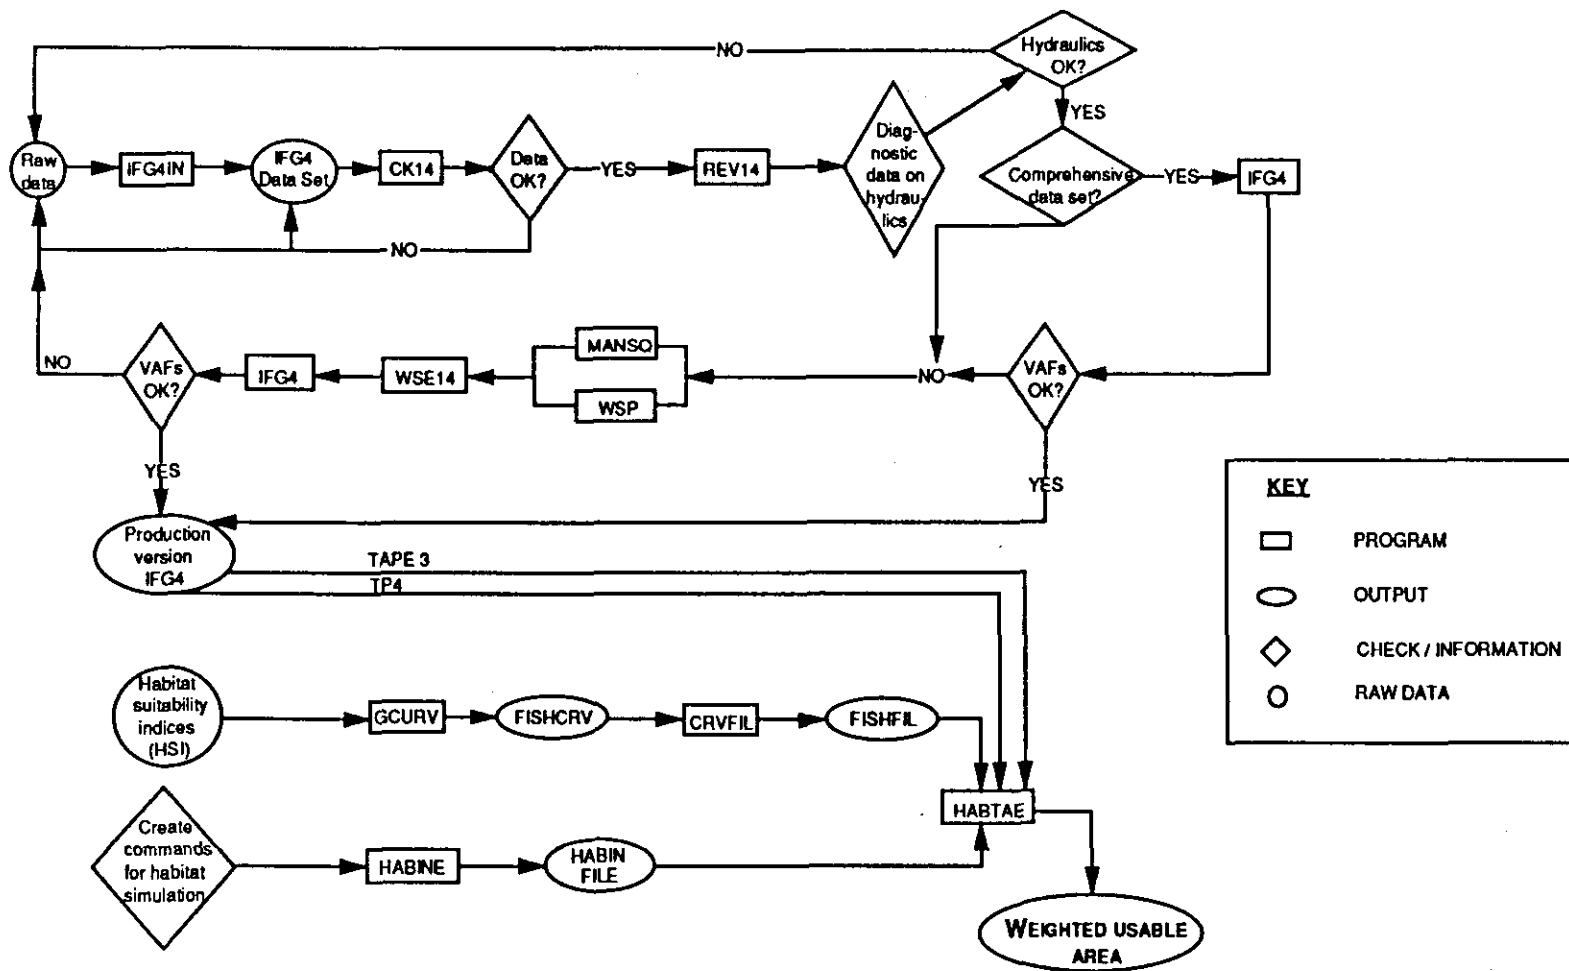 NO
Hydraulics
OK?
YES
Raw
data
IFG4IN
IFG4
Data Set
CK14
Data
OK?
YES
REV14
Diag-
nostic
data on
hydrau-
lics
Comprehensive
data set?
YES
IFG4
NO
NO
VAFs
OK?
IFG4
WSE14
MANSQ
WSP
NO
VAFs
OK?
YES
YES
Production
version
IFG4
TAPE 3
TP4
KEY
PROGRAM
OUTPUT
CHECK / INFORMATION
RAW DATA
Habitat
suitability
indices
(HSI)
GCURV
FISHCRV
CRVFIL
FISHFIL
HABTAE
Create
commands
for habitat
simulation
HABINE
HABIN
FILE
WEIGHTED USABLE
AREA